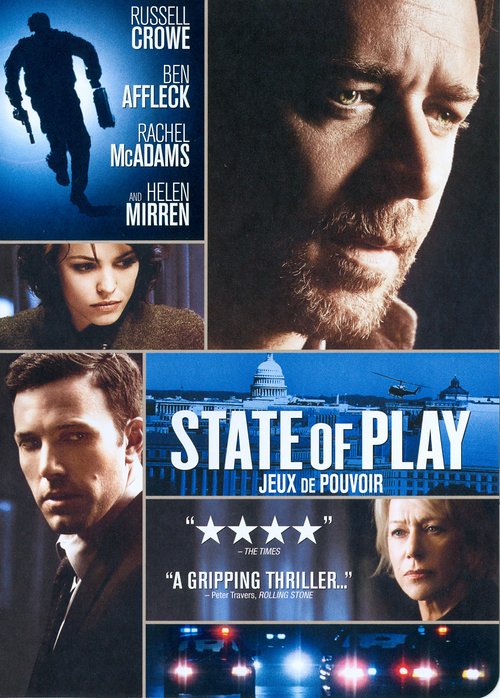 RUSSELL
CROWE
BEN
AFFLECK
RACHEL
McADAMS
AND HELEN
MIRREN
STATE OF PLAY
JEUX DE POUVOIR
"★★★★"
– THE TIMES
"A GRIPPING THRILLER..."
– Peter Travers, ROLLING STONE